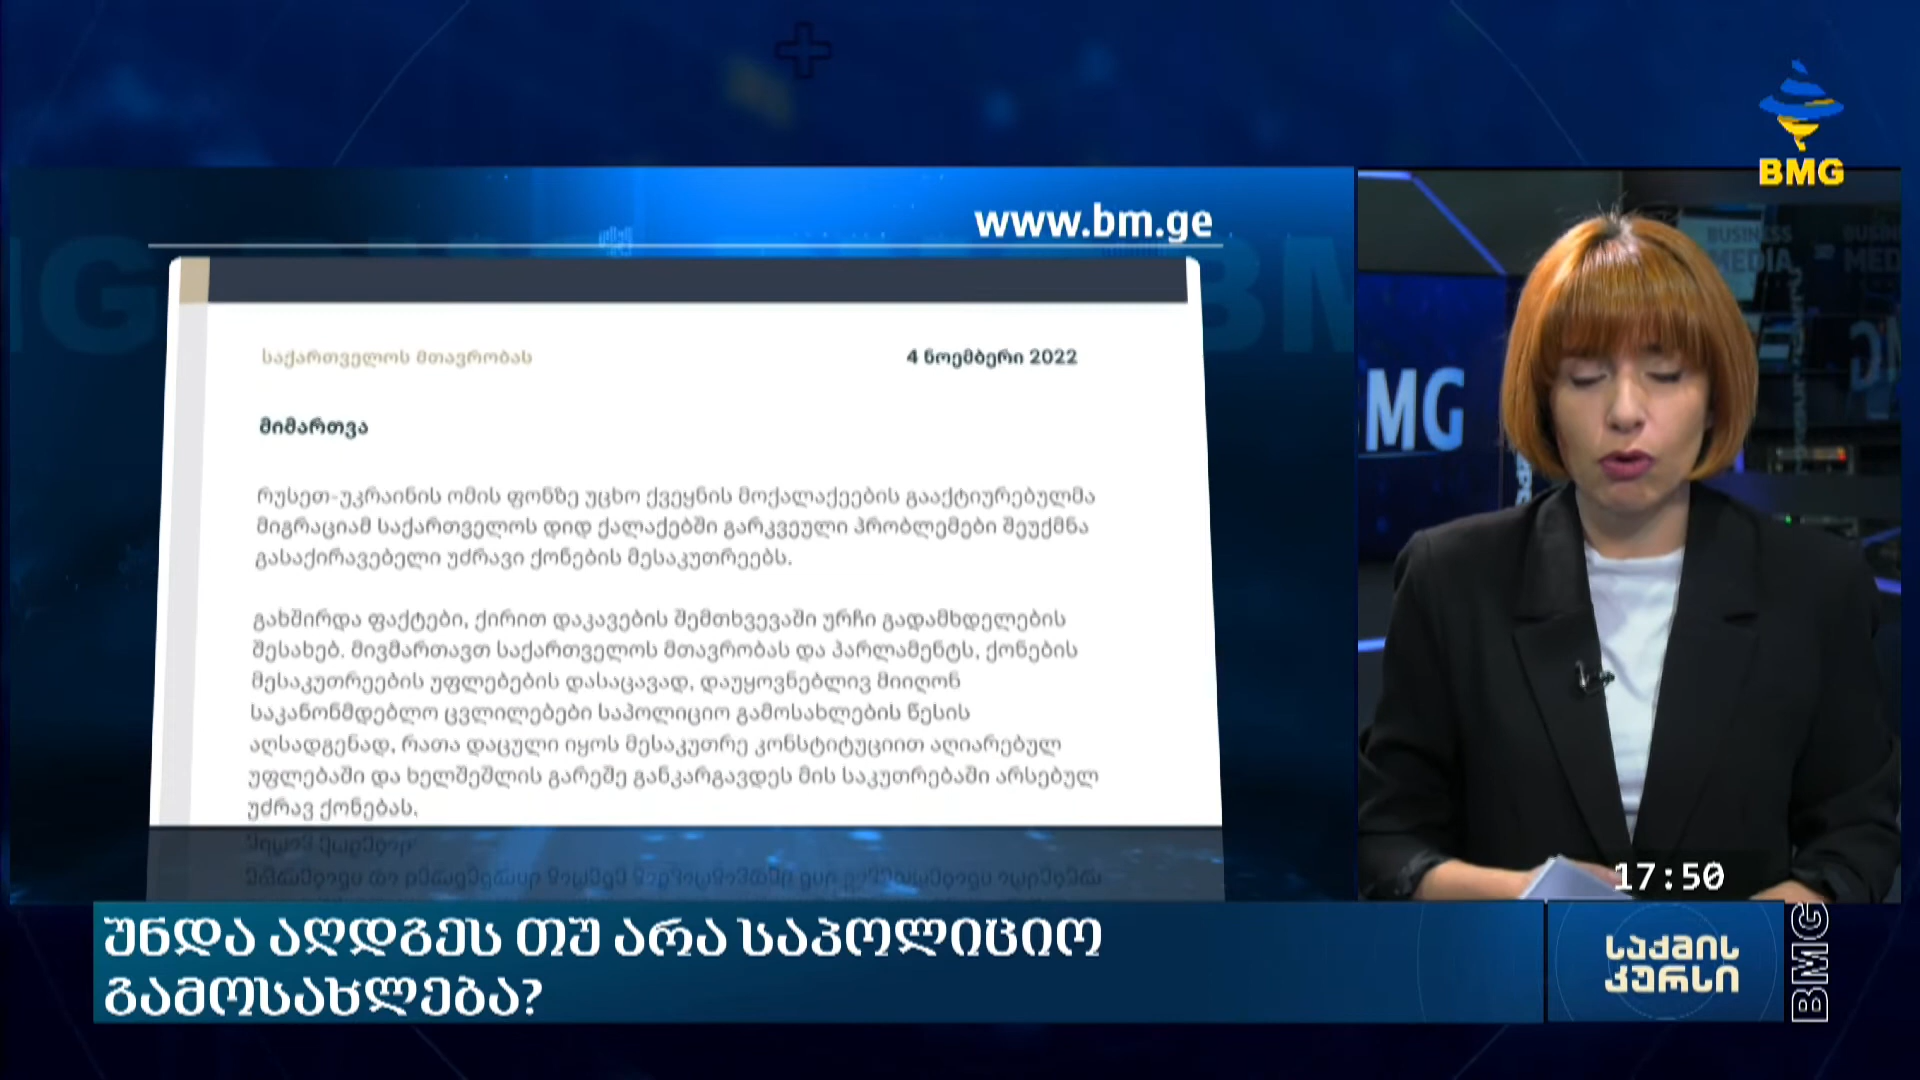 BMG
www.bm.ge
საქართველოს მთავრობას
4 ნოემბერი 2022
მიმართვა
რუსეთ-უკრაინის ომის ფონზე უცხო ქვეყნის მოქალაქეების გააქტიურებულმა
მიგრაციამ საქართველოს დიდ ქალაქებში გარკვეული პრობლემები შეუქმნა
გასაქირავებელი უძრავი ქონების მესაკუთრეებს.
გახშირდა ფაქტები, ქირით დაკავების შემთხვევაში ურჩი გადამხდელების
შესახებ. მივმართავთ საქართველოს მთავრობას და პარლამენტს, ქონების
მესაკუთრეების უფლებების დასაცავად, დაუყოვნებლივ მიიღონ
საკანონმდებლო ცვლილებები საპოლიციო გამოსახლების წესის
აღსადგენად, რათა დაცული იყოს მესაკუთრე კონსტიტუციით აღიარებულ
უფლებაში და ხელშეშლის გარეშე განკარგავდეს მის საკუთრებაში არსებულ
უძრავ ქონებას.
BUSINESS
MEDIA
MG
17:50
უნდა აღდგეს თუ არა საპოლიციო
გამოსახლება?
საქმის
კურსი
BMG